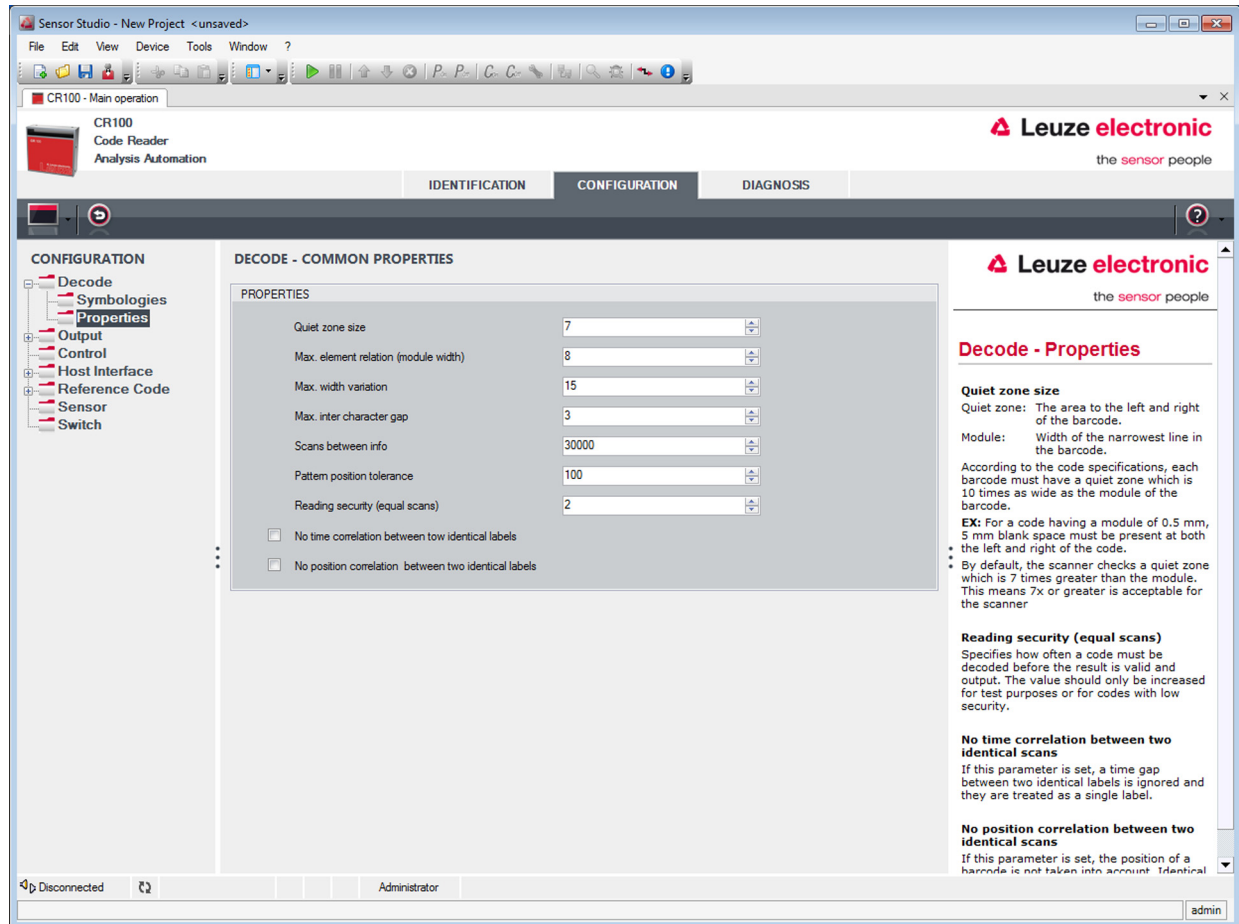 Sensor Studio - New Project <unsaved>
File Edit View Device Tools Window ?
CR100 - Main operation
CR100
Code Reader
Analysis Automation
Leuze electronic
the sensor people
IDENTIFICATION CONFIGURATION DIAGNOSIS
CONFIGURATION
Decode
Symbologies
Properties
Output
Control
Host Interface
Reference Code
Sensor
Switch
DECODE - COMMON PROPERTIES
PROPERTIES
Quiet zone size 7
Max. element relation (module width) 8
Max. width variation 15
Max. inter character gap 3
Scans between info 30000
Pattern position tolerance 100
Reading security (equal scans) 2
No time correlation between tow identical labels
No position correlation between two identical labels
Leuze electronic
the sensor people
Decode - Properties
Quiet zone size
Quiet zone: The area to the left and right
of the barcode.
Module: Width of the narrowest line in
the barcode.
According to the code specifications, each
barcode must have a quiet zone which is
10 times as wide as the module of the
barcode.
EX: For a code having a module of 0.5 mm,
5 mm blank space must be present at both
the left and right of the code.
By default, the scanner checks a quiet zone
which is 7 times greater than the module.
This means 7x or greater is acceptable for
the scanner
Reading security (equal scans)
Specifies how often a code must be
decoded before the result is valid and
output. The value should only be increased
for test purposes or for codes with low
security.
No time correlation between two
identical scans
If this parameter is set, a time gap
between two identical labels is ignored and
they are treated as a single label.
No position correlation between two
identical scans
If this parameter is set, the position of a
barcode is not taken into account. Identical
Disconnected Administrator
admin